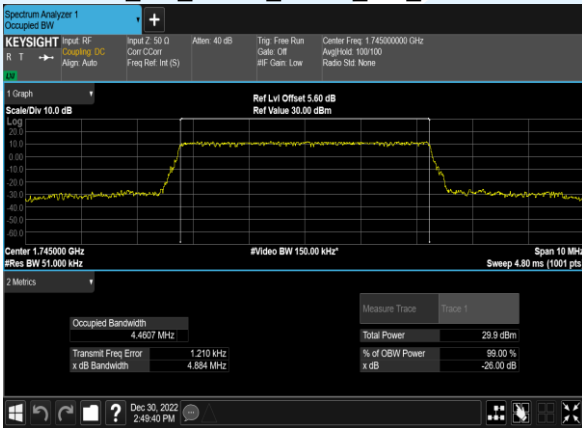 Spectrum Analyzer 1
Occupied BW
+
KEYSIGHT
R T
LXI
Input: RF
Coupling: DC
Align: Auto
Input Z: 50 Ω
Corr CCorr
Freq Ref: Int (S)
Atten: 40 dB
Trig: Free Run
Gate: Off
#IF Gain: Low
Center Freq: 1.745000000 GHz
Avg|Hold: 100/100
Radio Std: None
1 Graph
Scale/Div 10.0 dB
Ref Lvl Offset 5.60 dB
Ref Value 30.00 dBm
Log
20.0
10.0
0.00
-10.0
-20.0
-30.0
-40.0
-50.0
-60.0
Center 1.745000 GHz
#Res BW 51.000 kHz
#Video BW 150.00 kHz*
Span 10 MHz
Sweep 4.80 ms (1001 pts)
2 Metrics
Measure Trace
Trace 1
Occupied Bandwidth
4.4607 MHz
Total Power 29.9 dBm
Transmit Freq Error 1.210 kHz
% of OBW Power 99.00 %
x dB Bandwidth 4.884 MHz
x dB -26.00 dB
?
Dec 30, 2022
2:49:40 PM